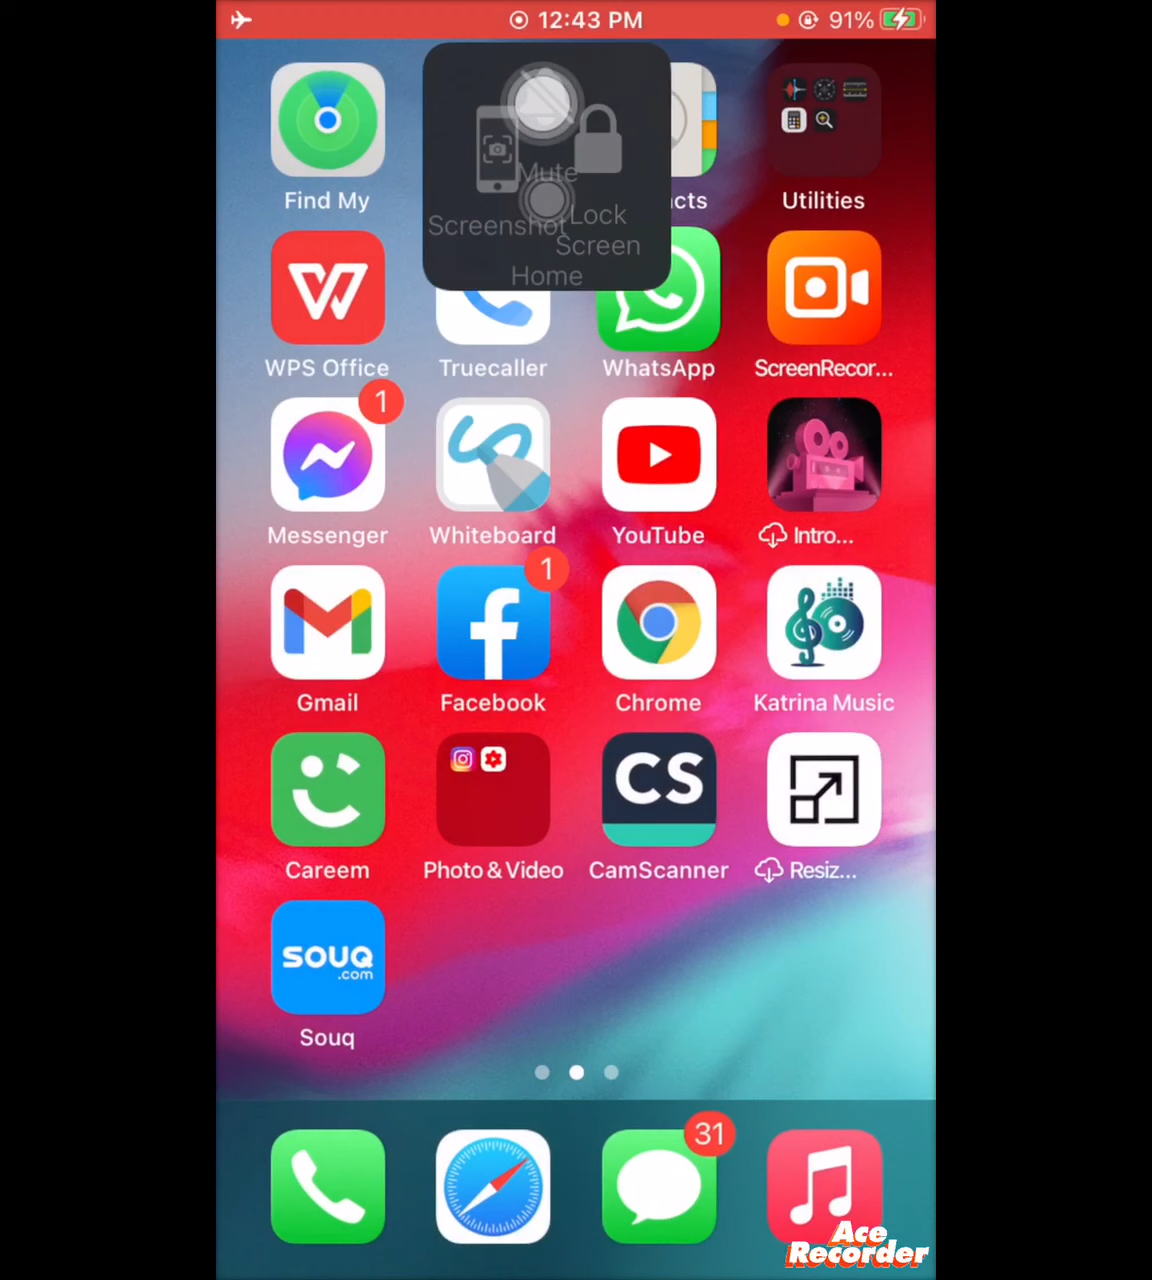 12:43 PM
91%
Mute
Screenshot
Lock
Screen
Home
Find My
acts
Utilities
WPS Office
Truecaller
WhatsApp
ScreenRecor...
1
Messenger
Whiteboard
YouTube
Intro...
1
Gmail
Facebook
Chrome
Katrina Music
CS
Careem
Photo & Video
CamScanner
Resiz...
SOUQ
.com
Souq
31
Ace
Recorder